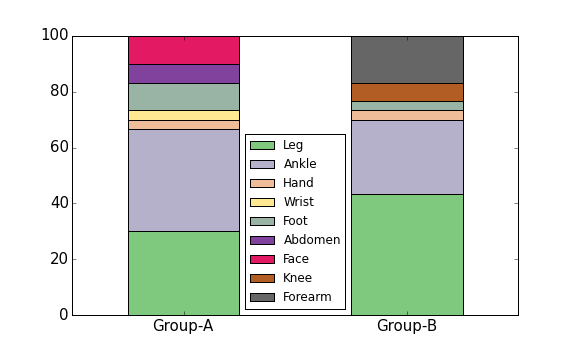 100
80
60
40
20
0
Leg
Ankle
Hand
Wrist
Foot
Abdomen
Face
Knee
Forearm
Group-A
Group-B